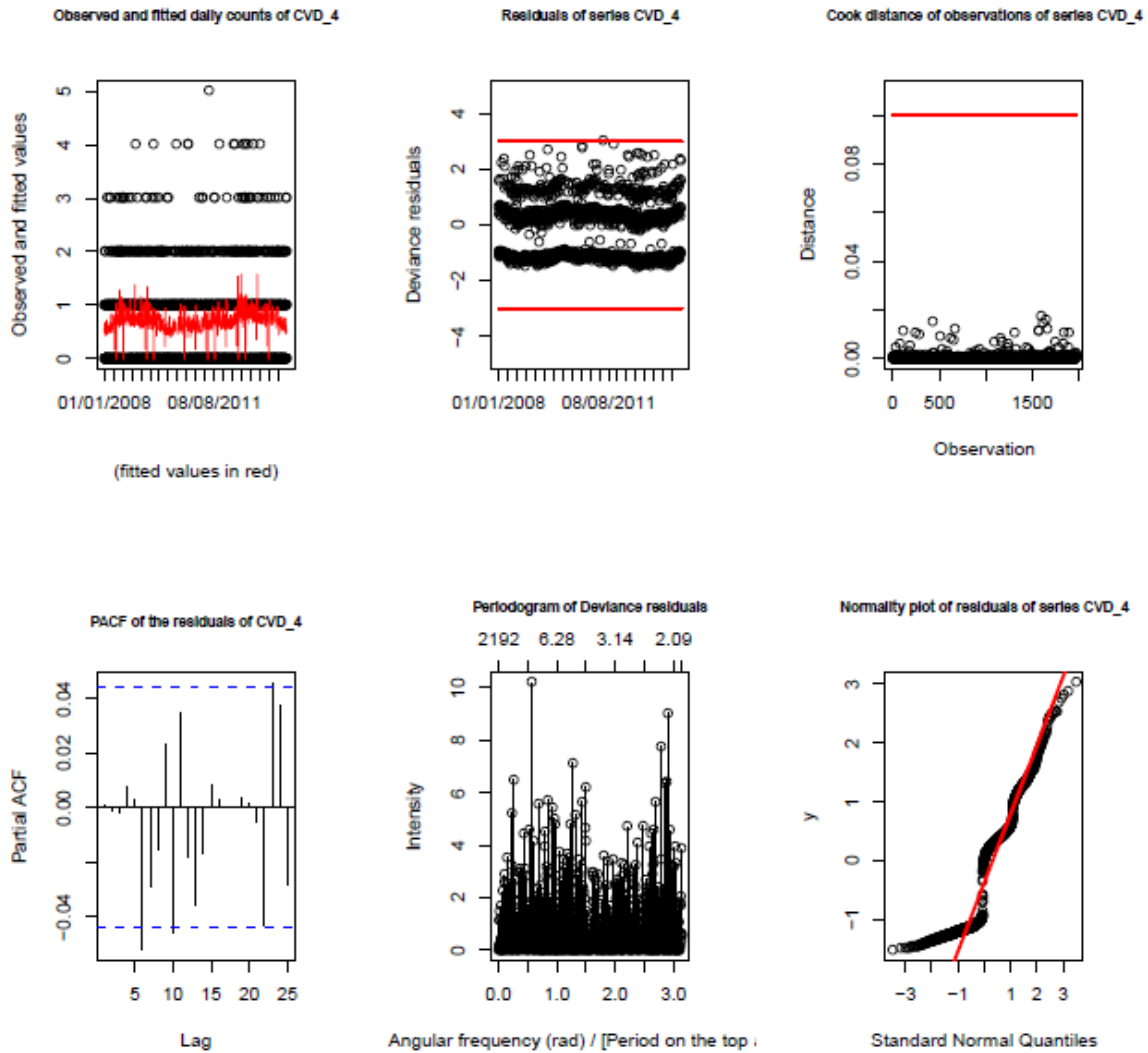 Observed and fitted daily counts of CVD_4
Observed and fitted values
5
4
3
2
1
0
01/01/2008 08/08/2011
(fitted values in red)
Residuals of series CVD_4
Deviance residuals
4
2
0
−2
−4
01/01/2008 08/08/2011
Cook distance of observations of series CVD_4
Distance
0.08
0.04
0.00
0 500 1500
Observation
PACF of the residuals of CVD_4
Partial ACF
0.04
0.02
0.00
−0.04
5 10 15 20 25
Lag
Periodogram of Deviance residuals
2192 6.28 3.14 2.09
Intensity
10
8
6
4
2
0
0.0 1.0 2.0 3.0
Angular frequency (rad) / [Period on the top
Normality plot of residuals of series CVD_4
y
3
2
1
0
−1
−3 −1 1 3
Standard Normal Quantiles